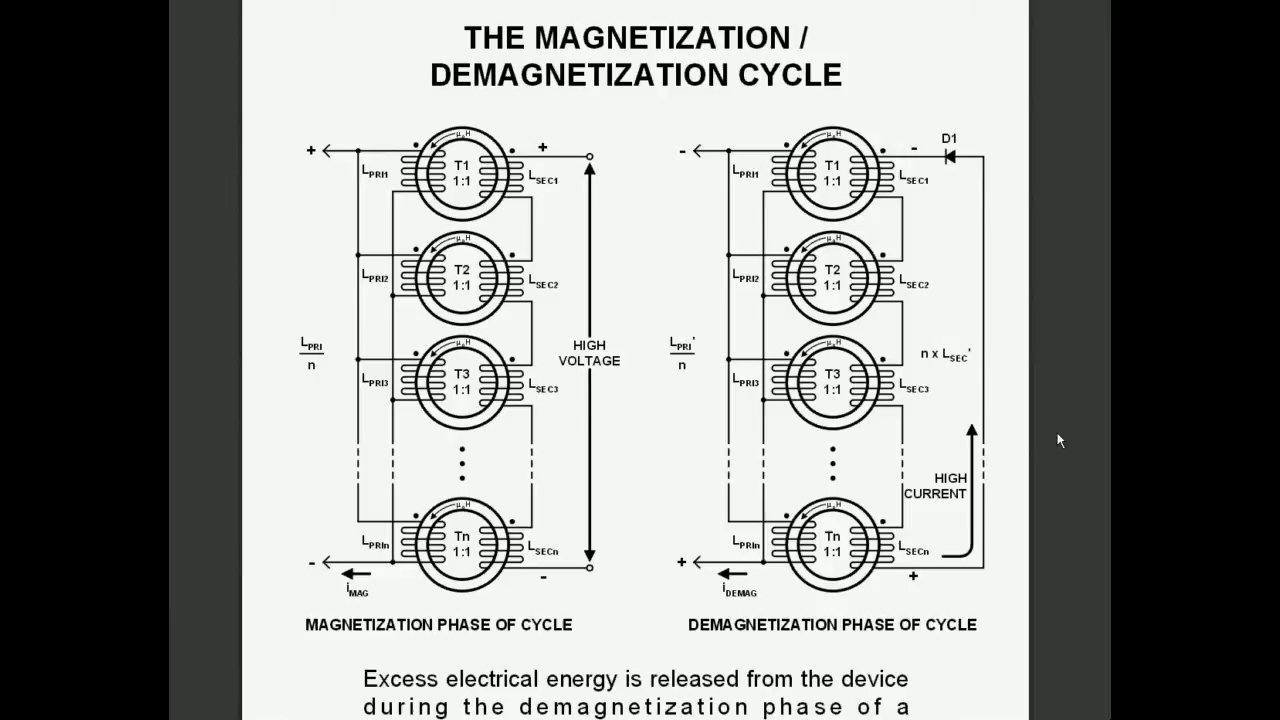 THE MAGNETIZATION /
DEMAGNETIZATION CYCLE
+
+
LPRI1
T1
1:1
LSEC1
LPRI2
T2
1:1
LSEC2
LPRI
n
LPRI3
T3
1:1
LSEC3
HIGH
VOLTAGE
LPRIn
Tn
1:1
LSECn
-
-
iMAG
MAGNETIZATION PHASE OF CYCLE
-
-
D1
LPRI1
T1
1:1
LSEC1
LPRI2
T2
1:1
LSEC2
LPRI'
n
LPRI3
T3
1:1
LSEC3
n x LSEC'
HIGH
CURRENT
LPRIn
Tn
1:1
LSECn
+
+
iDEMAG
DEMAGNETIZATION PHASE OF CYCLE
Excess electrical energy is released from the device
during the demagnetization phase of a